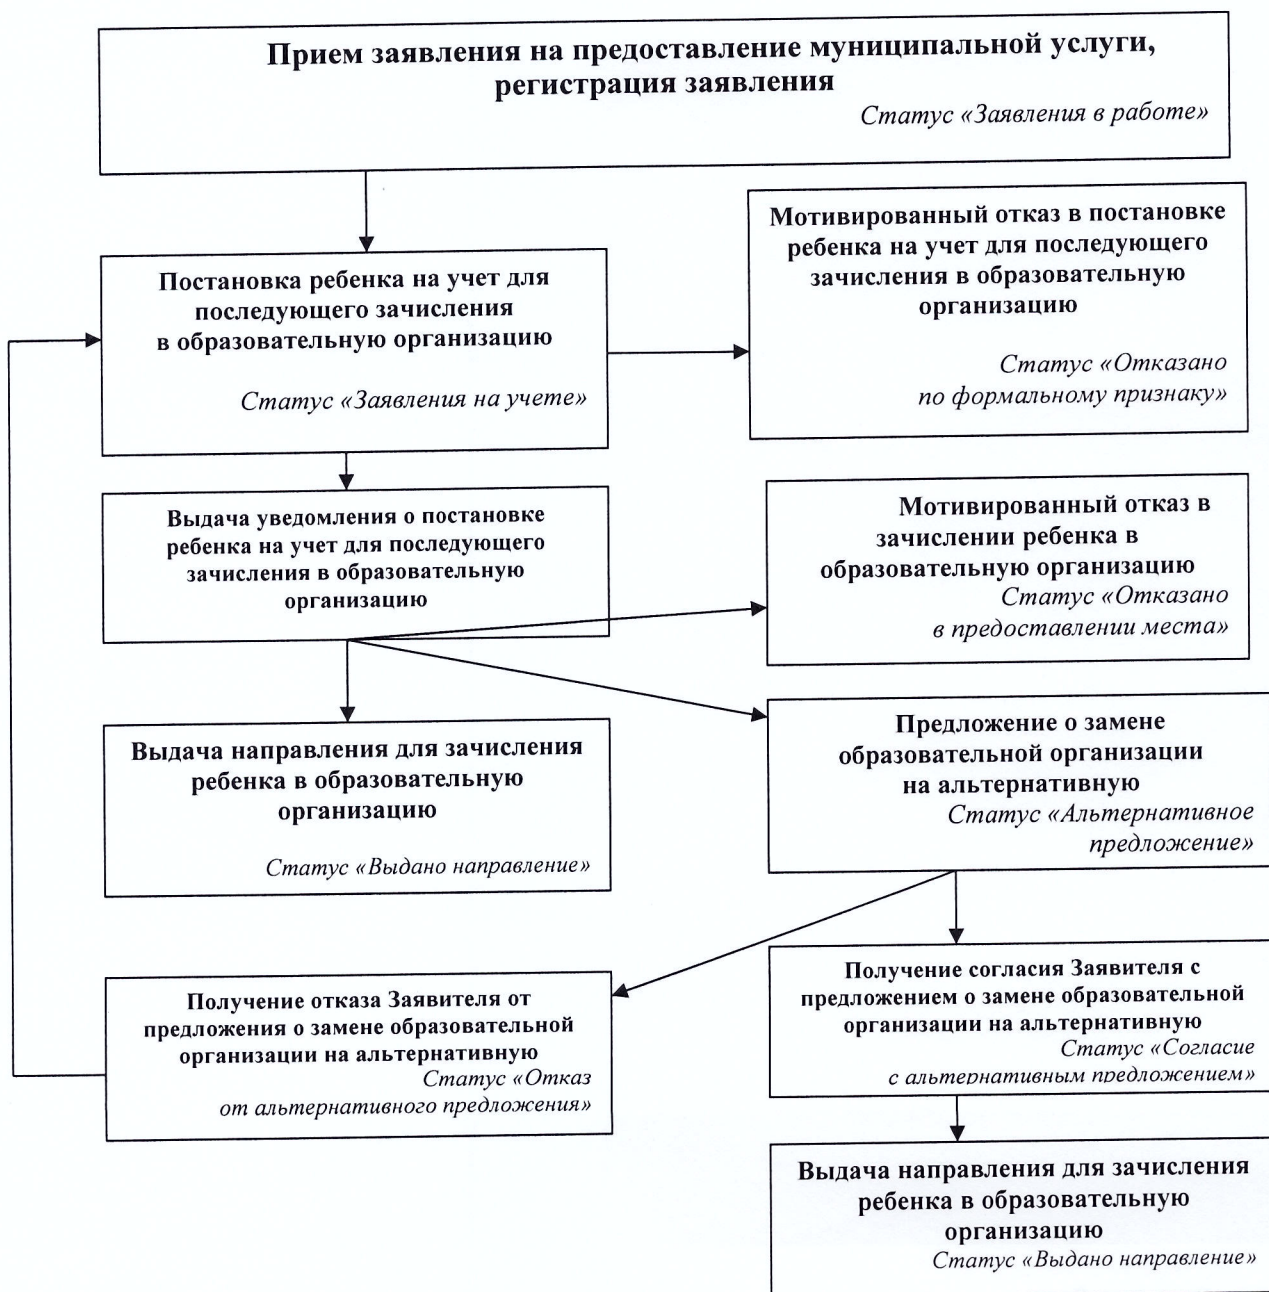 Прием заявления на предоставление муниципальной услуги,
регистрация заявления
Статус «Заявления в работе»
Мотивированный отказ в постановке
ребенка на учет для последующего
зачисления в образовательную
организацию
Статус «Отказано
по формальному признаку»
Постановка ребенка на учет для
последующего зачисления
в образовательную организацию
Статус «Заявления на учете»
Выдача уведомления о постановке
ребенка на учет для последующего
зачисления в образовательную
организацию
Мотивированный отказ в
зачислении ребенка в
образовательную организацию
Статус «Отказано
в предоставлении места»
Выдача направления для зачисления
ребенка в образовательную
организацию
Статус «Выдано направление»
Предложение о замене
образовательной организации
на альтернативную
Статус «Альтернативное
предложение»
Получение отказа Заявителя от
предложения о замене образовательной
организации на альтернативную
Статус «Отказ
от альтернативного предложения»
Получение согласия Заявителя с
предложением о замене образовательной
организации на альтернативную
Статус «Согласие
с альтернативным предложением»
Выдача направления для зачисления
ребенка в образовательную
организацию
Статус «Выдано направление»